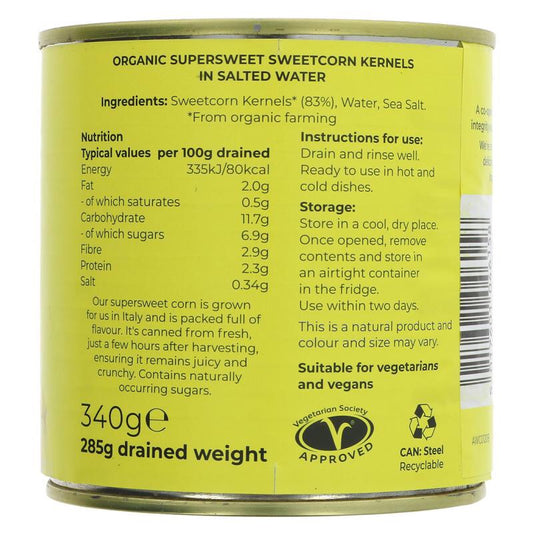 ORGANIC SUPERSWEET SWEETCORN KERNELS
IN SALTED WATER
Ingredients: Sweetcorn Kernels* (83%), Water, Sea Salt.
*From organic farming
Nutrition
Typical values per 100g drained
Energy 335kJ/80kcal
Fat 2.0g
- of which saturates 0.5g
Carbohydrate 11.7g
- of which sugars 6.9g
Fibre 2.9g
Protein 2.3g
Salt 0.34g
Our supersweet corn is grown
for us in Italy and is packed full of
flavour. It's canned from fresh,
just a few hours after harvesting,
ensuring it remains juicy and
crunchy. Contains naturally
occurring sugars.
340g℮
285g drained weight
Instructions for use:
Drain and rinse well.
Ready to use in hot and
cold dishes.
Storage:
Store in a cool, dry place.
Once opened, remove
contents and store in
an airtight container
in the fridge.
Use within two days.
This is a natural product and
colour and size may vary.
Suitable for vegetarians
and vegans
Vegetarian Society
V
APPROVED
CAN: Steel
Recyclable
A co-ope
integrity